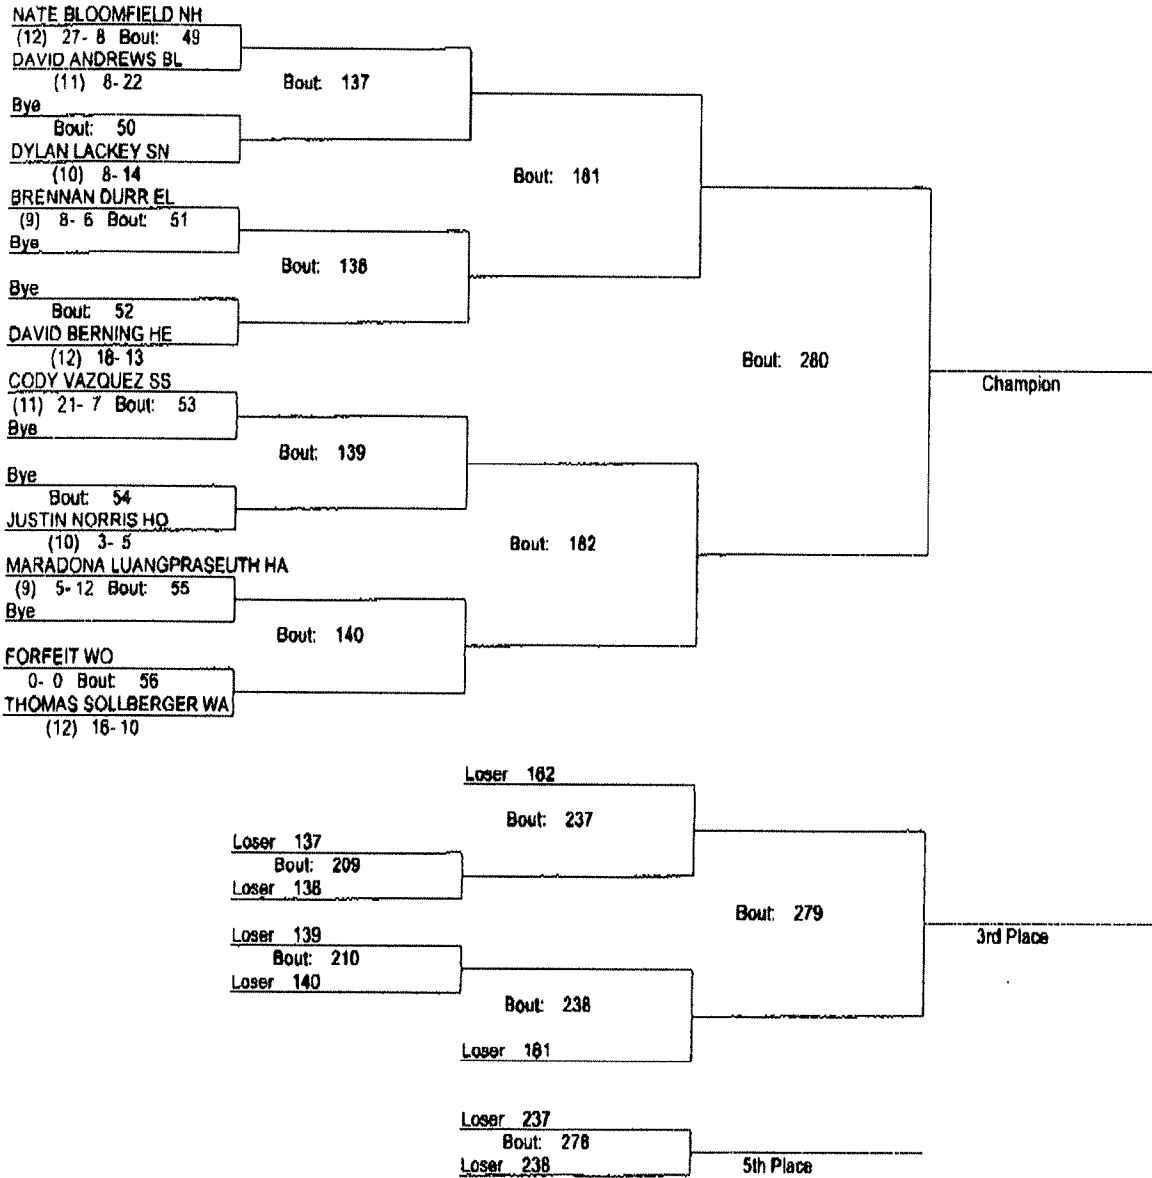 NATE BLOOMFIELD NH
(12) 27- 8 Bout: 49
DAVID ANDREWS BL
(11) 8- 22
Bout: 137
Bye
Bout: 50
DYLAN LACKEY SN
(10) 8- 14
Bout: 181
BRENNAN DURR EL
(9) 8- 6 Bout: 51
Bye
Bout: 138
Bye
Bout: 52
DAVID BERNING HE
(12) 18- 13
Bout: 280
CODY VAZQUEZ SS
Champion
(11) 21- 7 Bout: 53
Bye
Bout: 139
Bye
Bout: 54
JUSTIN NORRIS HO
(10) 3- 5
Bout: 182
MARADONA LUANGPRASEUTH HA
(9) 5- 12 Bout: 55
Bye
Bout: 140
FORFEIT WO
0- 0 Bout: 56
THOMAS SOLLBERGER WA
(12) 16- 10
Loser 182
Bout: 237
Loser 137
Bout: 209
Loser 138
Bout: 279
Loser 139
3rd Place
Bout: 210
Loser 140
Bout: 238
Loser 181
Loser 237
Bout: 278
Loser 238
5th Place